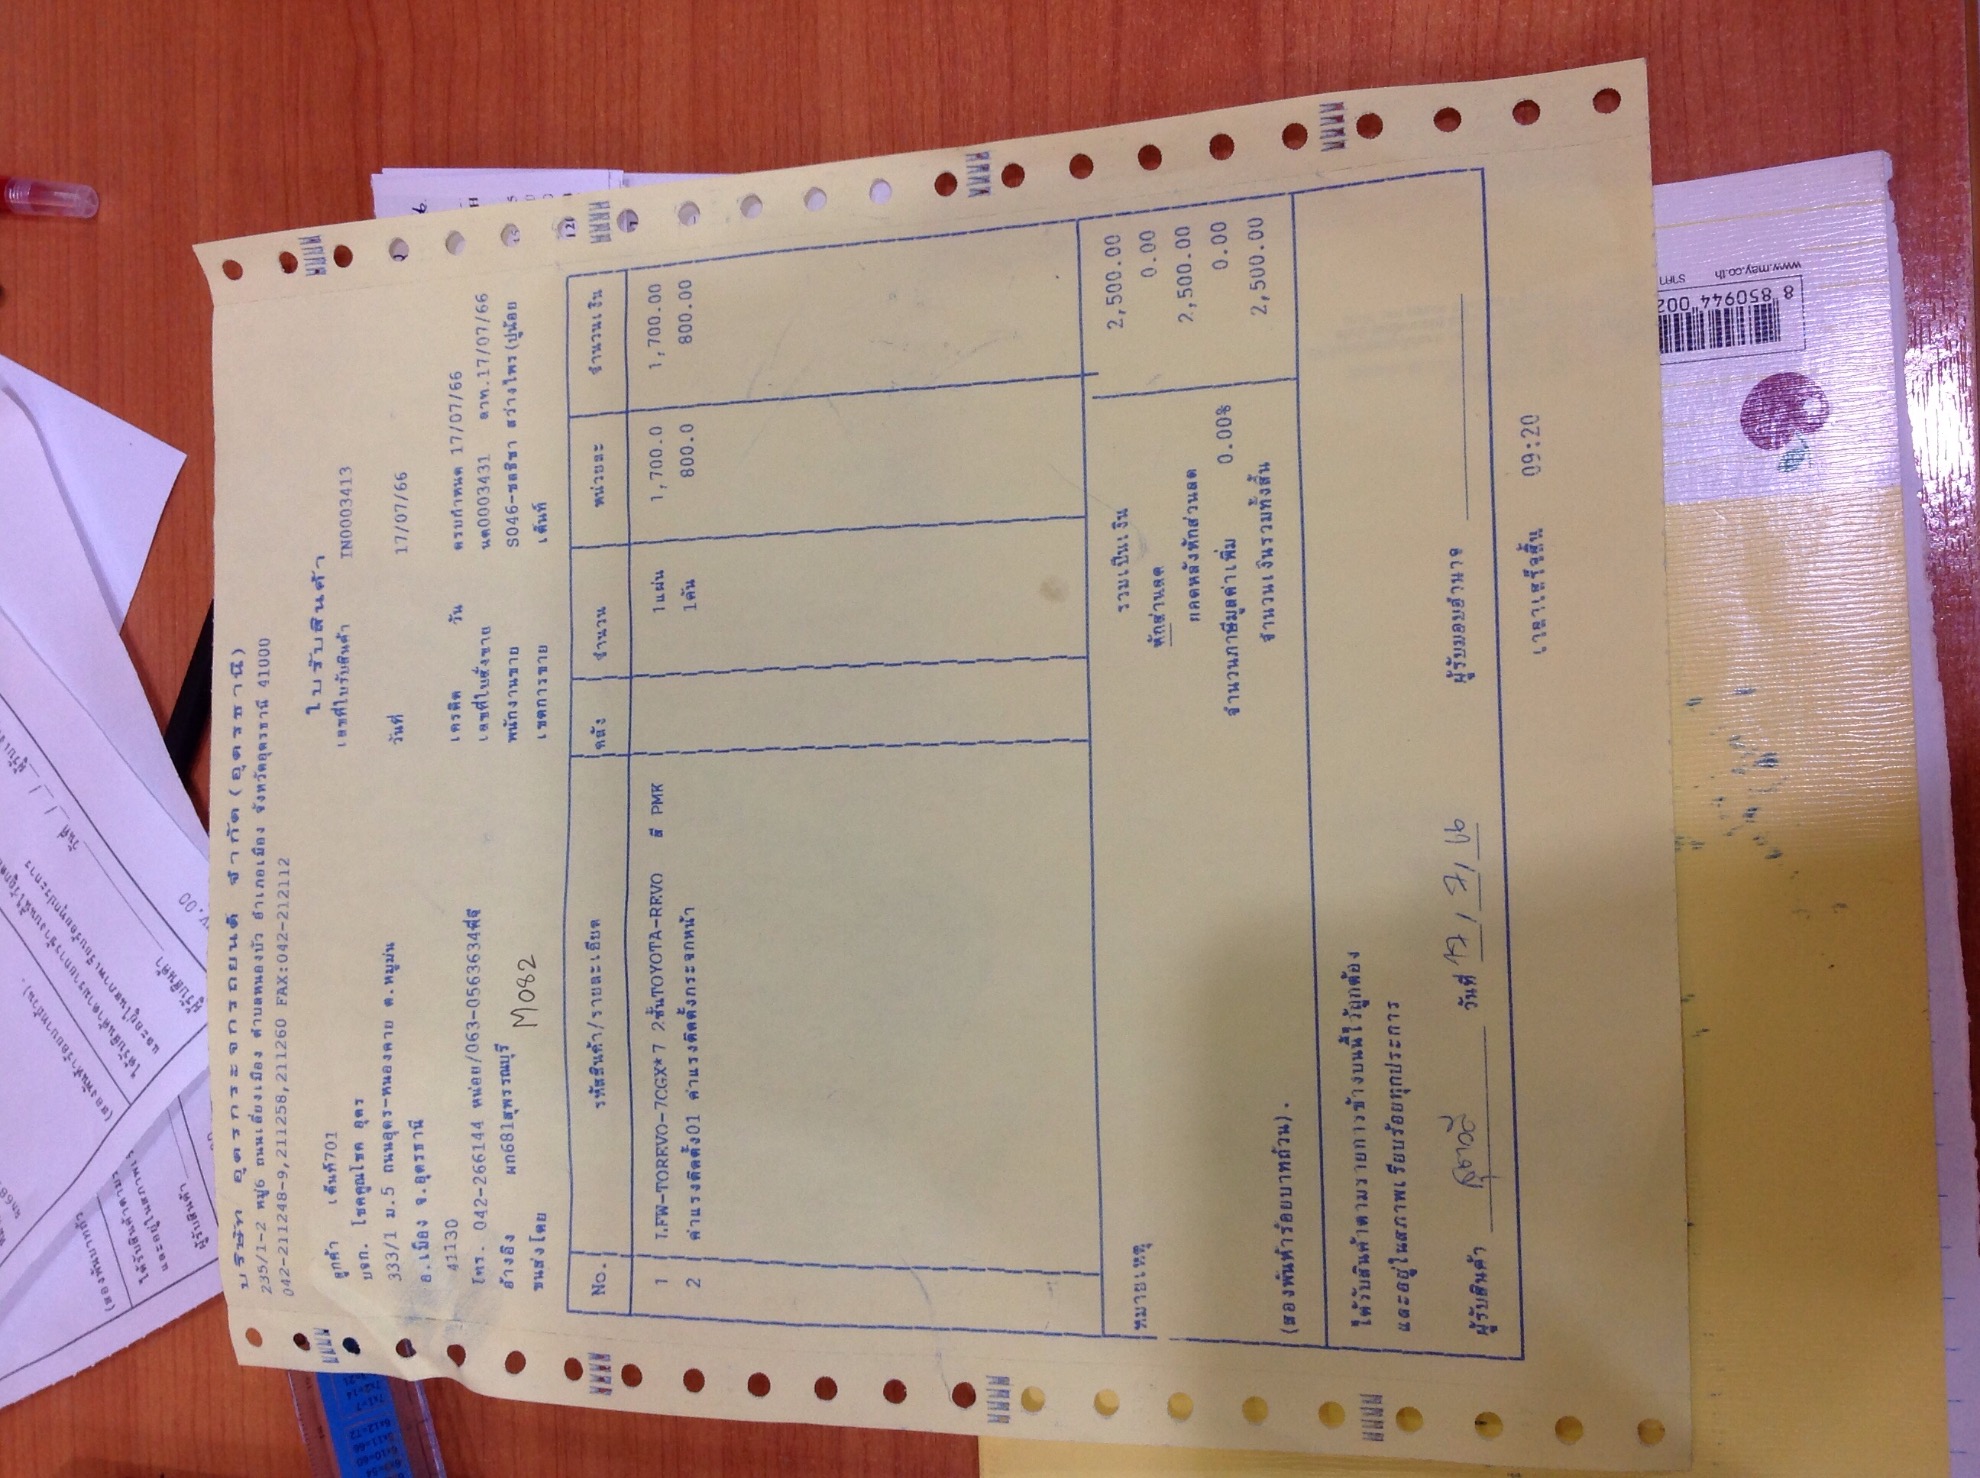 บริษัท อุดรกระจกรถยนต์ จำกัด(อุดรธานี)
235/1-2 หมู่6 ถนนเลี่ยงเมือง ตำบลหนองบัว อำเภอเมือง จังหวัดอุดรธานี 41000
042-211248-9,211258,211260 FAX:042-212112
ใบรับสินค้า
ลูกค้า เต็นท์701 เลขที่ใบรับสินค้า IN0003413
บจก. โชคคูณโชค อุดร
333/1 ม.5 ถนนอุดร-หนองคาย ต.หมูม่น วันที่ 17/07/66
อ.เมือง จ.อุดรธานี
41130 เครดิต วัน ครบกำหนด 17/07/66
โทร. 042-266144 หน่อย/063-0563634 เลขที่ใบสั่งขาย นด0003431 ลวท.17/07/66
อ้างอิง ผก681สุพรรณบุรี พนักงานขาย S046-ชลธิชา สว่างไพร(ปูน้อย
ขนส่งโดย M082 เขตการขาย เต็นท์
No. รหัสสินค้า/รายละเอียด คลัง จำนวน หน่วยละ จำนวนเงิน
1 T.FW-TOREVO-7CGX*7 2ชั้นTOYOTA-REVO สี PMK 1แผ่น 1,700.0 1,700.00
2 ค่าแรงติดตั้ง01 ค่าแรงติดตั้งกระจกหน้า 1คัน 800.0 800.00
หมายเหตุ รวมเป็นเงิน 2,500.00
หักส่วนลด 0.00
ยอดหลังหักส่วนลด 2,500.00
จำนวนภาษีมูลค่าเพิ่ม 0.00% 0.00
(สองพันห้าร้อยบาทถ้วน). จำนวนเงินรวมทั้งสิ้น 2,500.00
ได้รับสินค้าตามรายการข้างบนนี้ไว้ถูกต้อง
และอยู่ในสภาพเรียบร้อยทุกประการ
ผู้รับสินค้า วันที่ 17 / 7 / 66 ผู้รับมอบอำนาจ
เวลาเสร็จสิ้น 09:20
www.may.co.th
8 850944 002